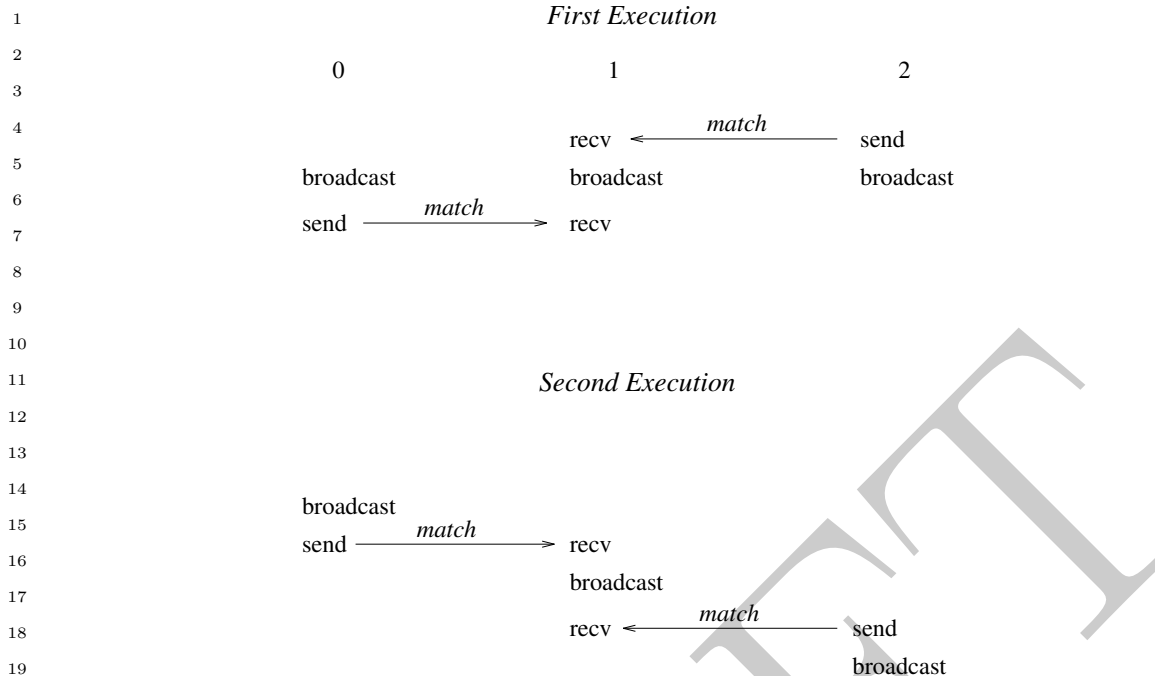 1 First Execution
2
0 1 2
3
4 match
recv send
5
broadcast broadcast broadcast
6
match
send recv
7
8
9
10
11 Second Execution
12
13
14
broadcast
15 match
send recv
16
broadcast
17
match
18 recv send
19 broadcast